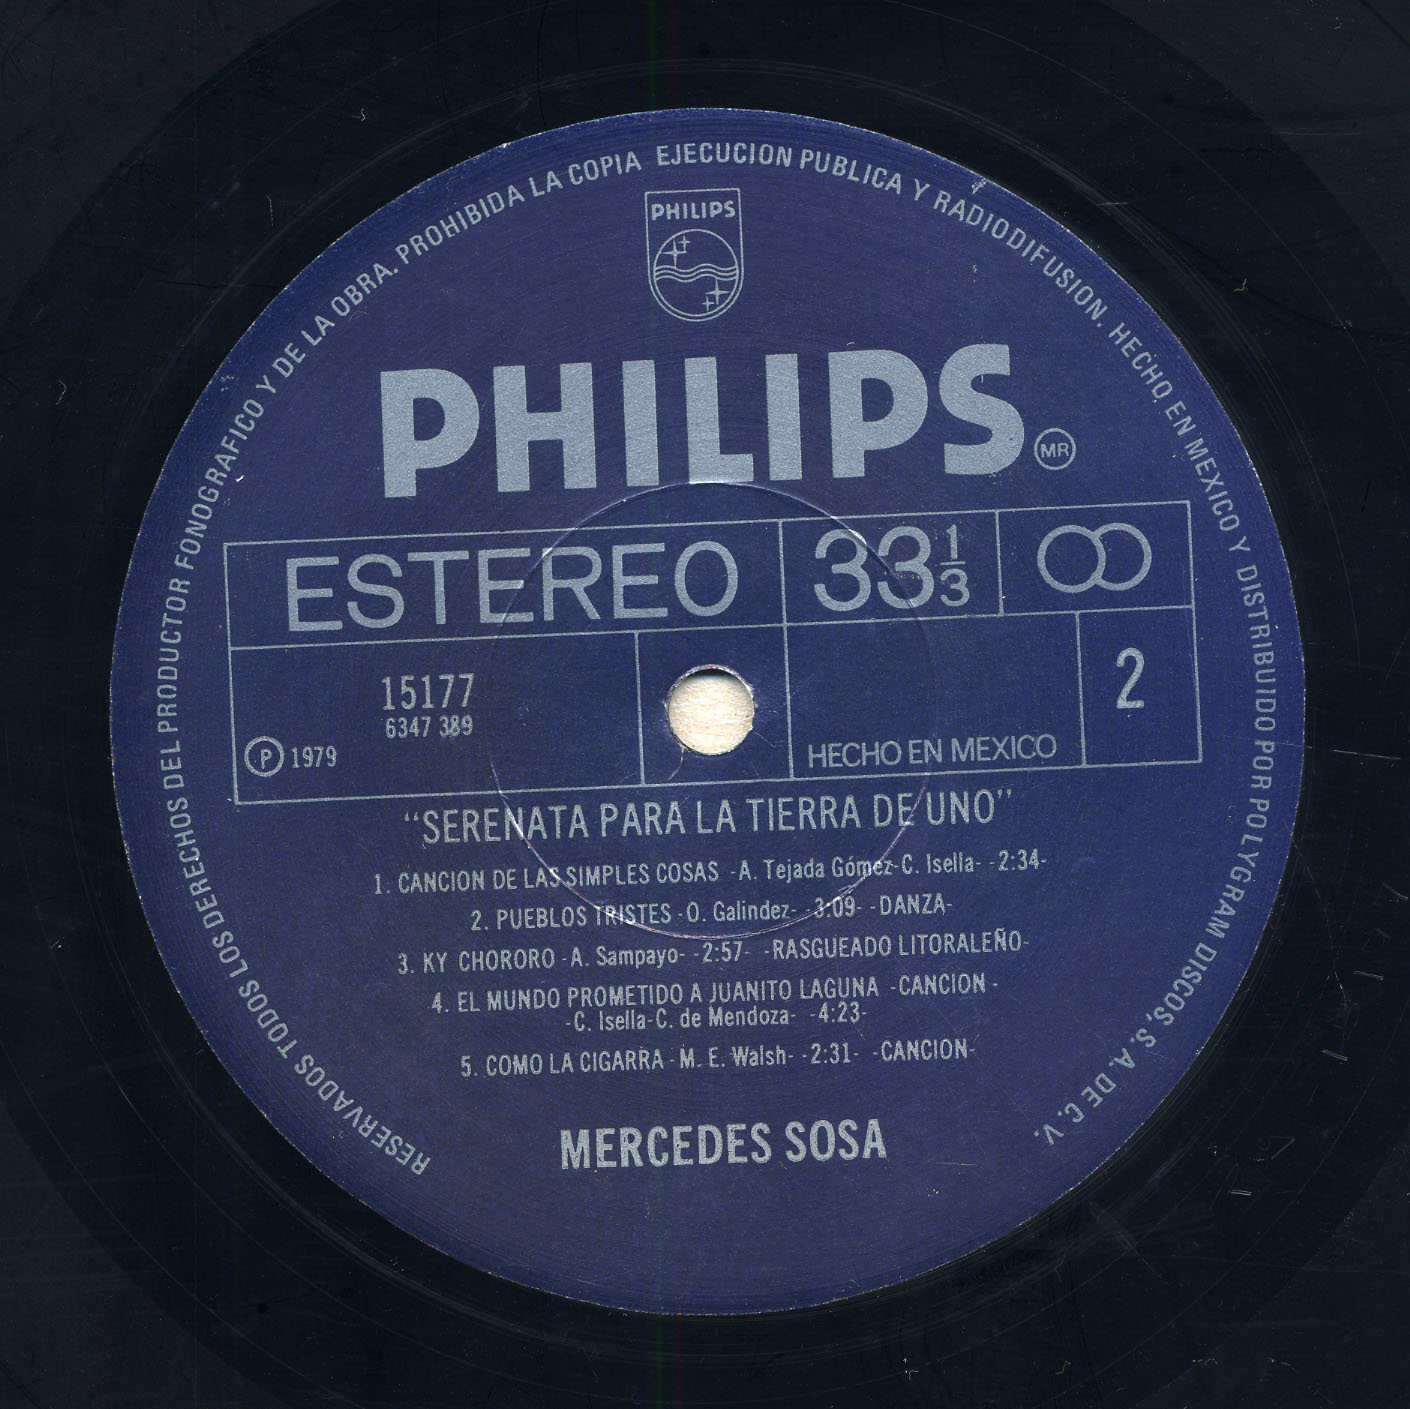 RESERVADOS TODOS LOS DERECHOS DEL PRODUCTOR FONOGRAFICO Y DE LA OBRA. PROHIBIDA LA COPIA EJECUCION PUBLICA Y RADIODIFUSION. HECHO EN MEXICO Y DISTRIBUIDO POR POLYGRAM DISCOS, S. A. DE C. V.
PHILIPS
PHILIPS MR
ESTEREO 33 1/3
15177 2
6347 389
Ⓟ 1979 HECHO EN MEXICO
“SERENATA PARA LA TIERRA DE UNO”
1. CANCION DE LAS SIMPLES COSAS -A. Tejada Gómez-C. Isella- -2:34-
2. PUEBLOS TRISTES -O. Galindez- -3:09- -DANZA-
3. KY CHORORO -A. Sampayo- -2:57- -RASGUEADO LITORALEÑO-
4. EL MUNDO PROMETIDO A JUANITO LAGUNA -CANCION -
-C. Isella-C. de Mendoza- -4:23-
5. COMO LA CIGARRA -M. E. Walsh- -2:31- -CANCION-
MERCEDES SOSA